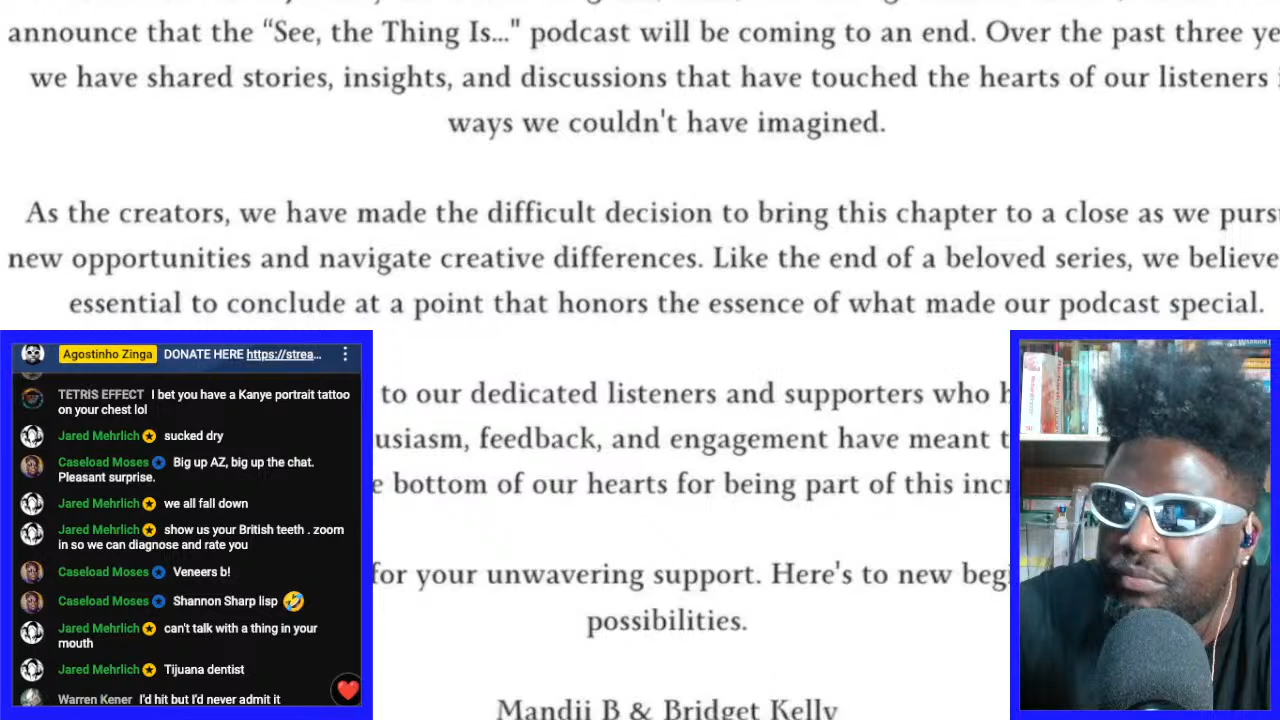 announce that the “See, the Thing Is..." podcast will be coming to an end. Over the past three
we have shared stories, insights, and discussions that have touched the hearts of our listeners
ways we couldn't have imagined.
As the creators, we have made the difficult decision to bring this chapter to a close as we
new opportunities and navigate creative differences. Like the end of a beloved series, we believe
essential to conclude at a point that honors the essence of what made our podcast special.
to our dedicated listeners and supporters who
feedback, and engagement have meant
bottom of our hearts for being part of this
for your unwavering support. Here's to new
possibilities.
Mandii B & Bridget Kelly
Agostinho Zinga DONATE HERE https://strea...
TETRIS EFFECT I bet you have a Kanye portrait tattoo
on your chest lol
Jared Mehrlich sucked dry
Caseload Moses Big up AZ, big up the chat.
Pleasant surprise.
Jared Mehrlich we all fall down
Jared Mehrlich show us your British teeth . zoom
in so we can diagnose and rate you
Caseload Moses Veneers b!
Caseload Moses Shannon Sharp lisp 🤣
Jared Mehrlich can't talk with a thing in your
mouth
Jared Mehrlich Tijuana dentist
Warren Kener I'd hit but I'd never admit it